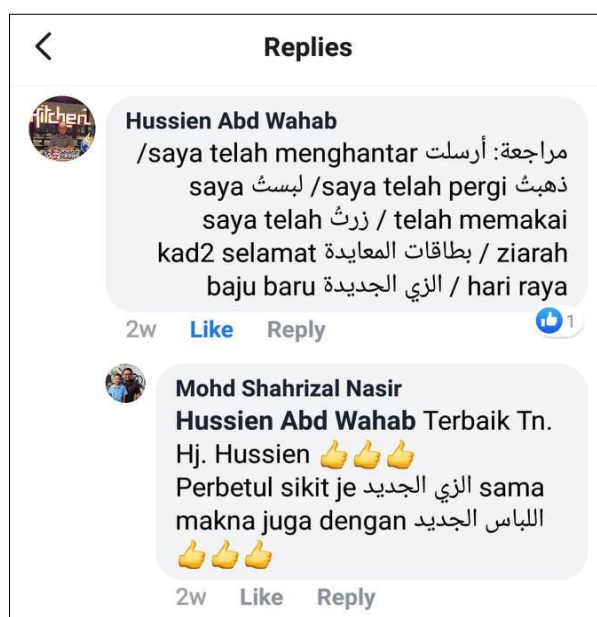 Replies
Hussien Abd Wahab
مراجعة: أرسلت saya telah menghantar/
ذهبتُ saya telah pergi/ لبستُ saya
telah memakai / زرتُ saya telah
ziarah / بطاقات المعايدة kad2 selamat
hari raya / الزي الجديدة baju baru
2w Like Reply 1
Mohd Shahrizal Nasir
Hussien Abd Wahab Terbaik Tn.
Hj. Hussien 👍👍👍
Perbetul sikit je الزي الجديد sama
makna juga dengan اللباس الجديد
👍👍👍
2w Like Reply